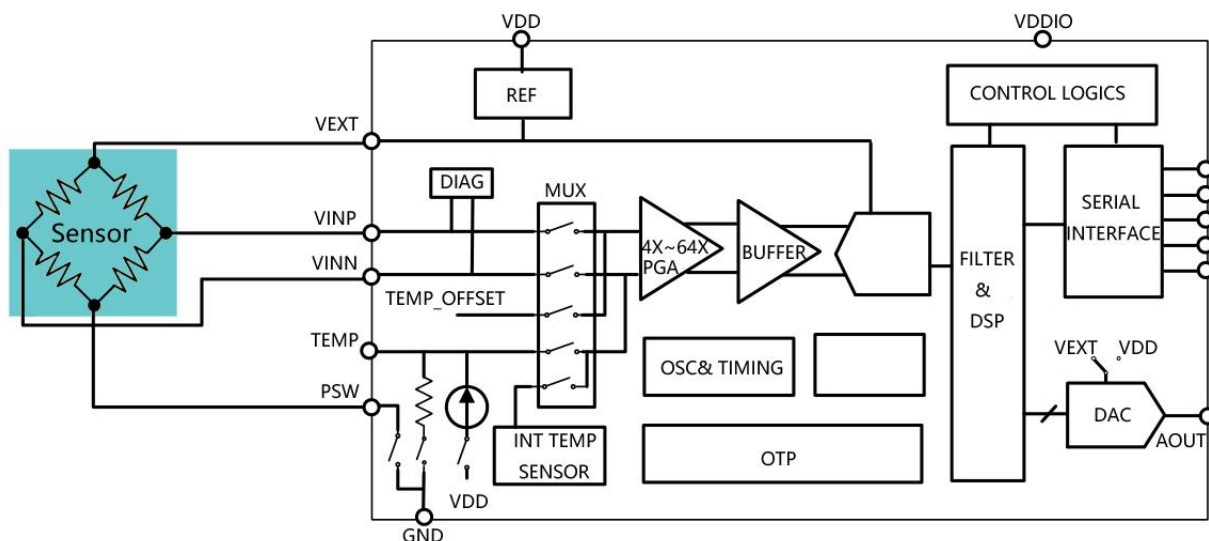 VDD
VDDIO
REF
CONTROL LOGICS
VEXT
DIAG
MUX
Sensor
VINP
4X~64X
PGA
BUFFER
FILTER
&
DSP
SERIAL
INTERFACE
VINN
TEMP_OFFSET
TEMP
OSC& TIMING
VEXT
VDD
PSW
DAC
AOUT
INT TEMP
SENSOR
OTP
VDD
GND